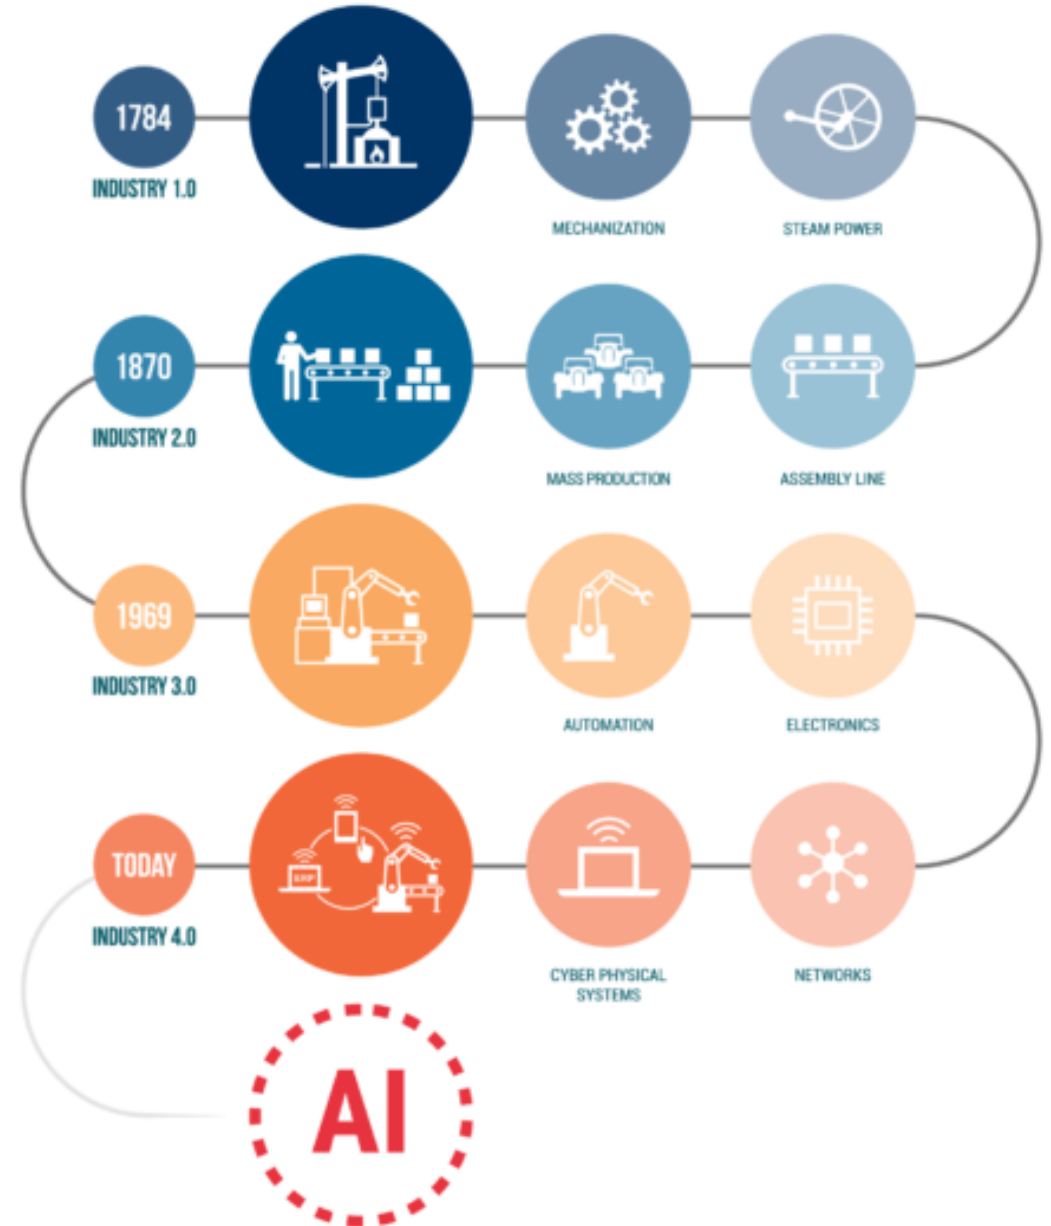 1784
INDUSTRY 1.0
MECHANIZATION
STEAM POWER
1870
INDUSTRY 2.0
MASS PRODUCTION
ASSEMBLY LINE
1969
INDUSTRY 3.0
AUTOMATION
ELECTRONICS
TODAY
INDUSTRY 4.0
CYBER PHYSICAL
SYSTEMS
NETWORKS
AI